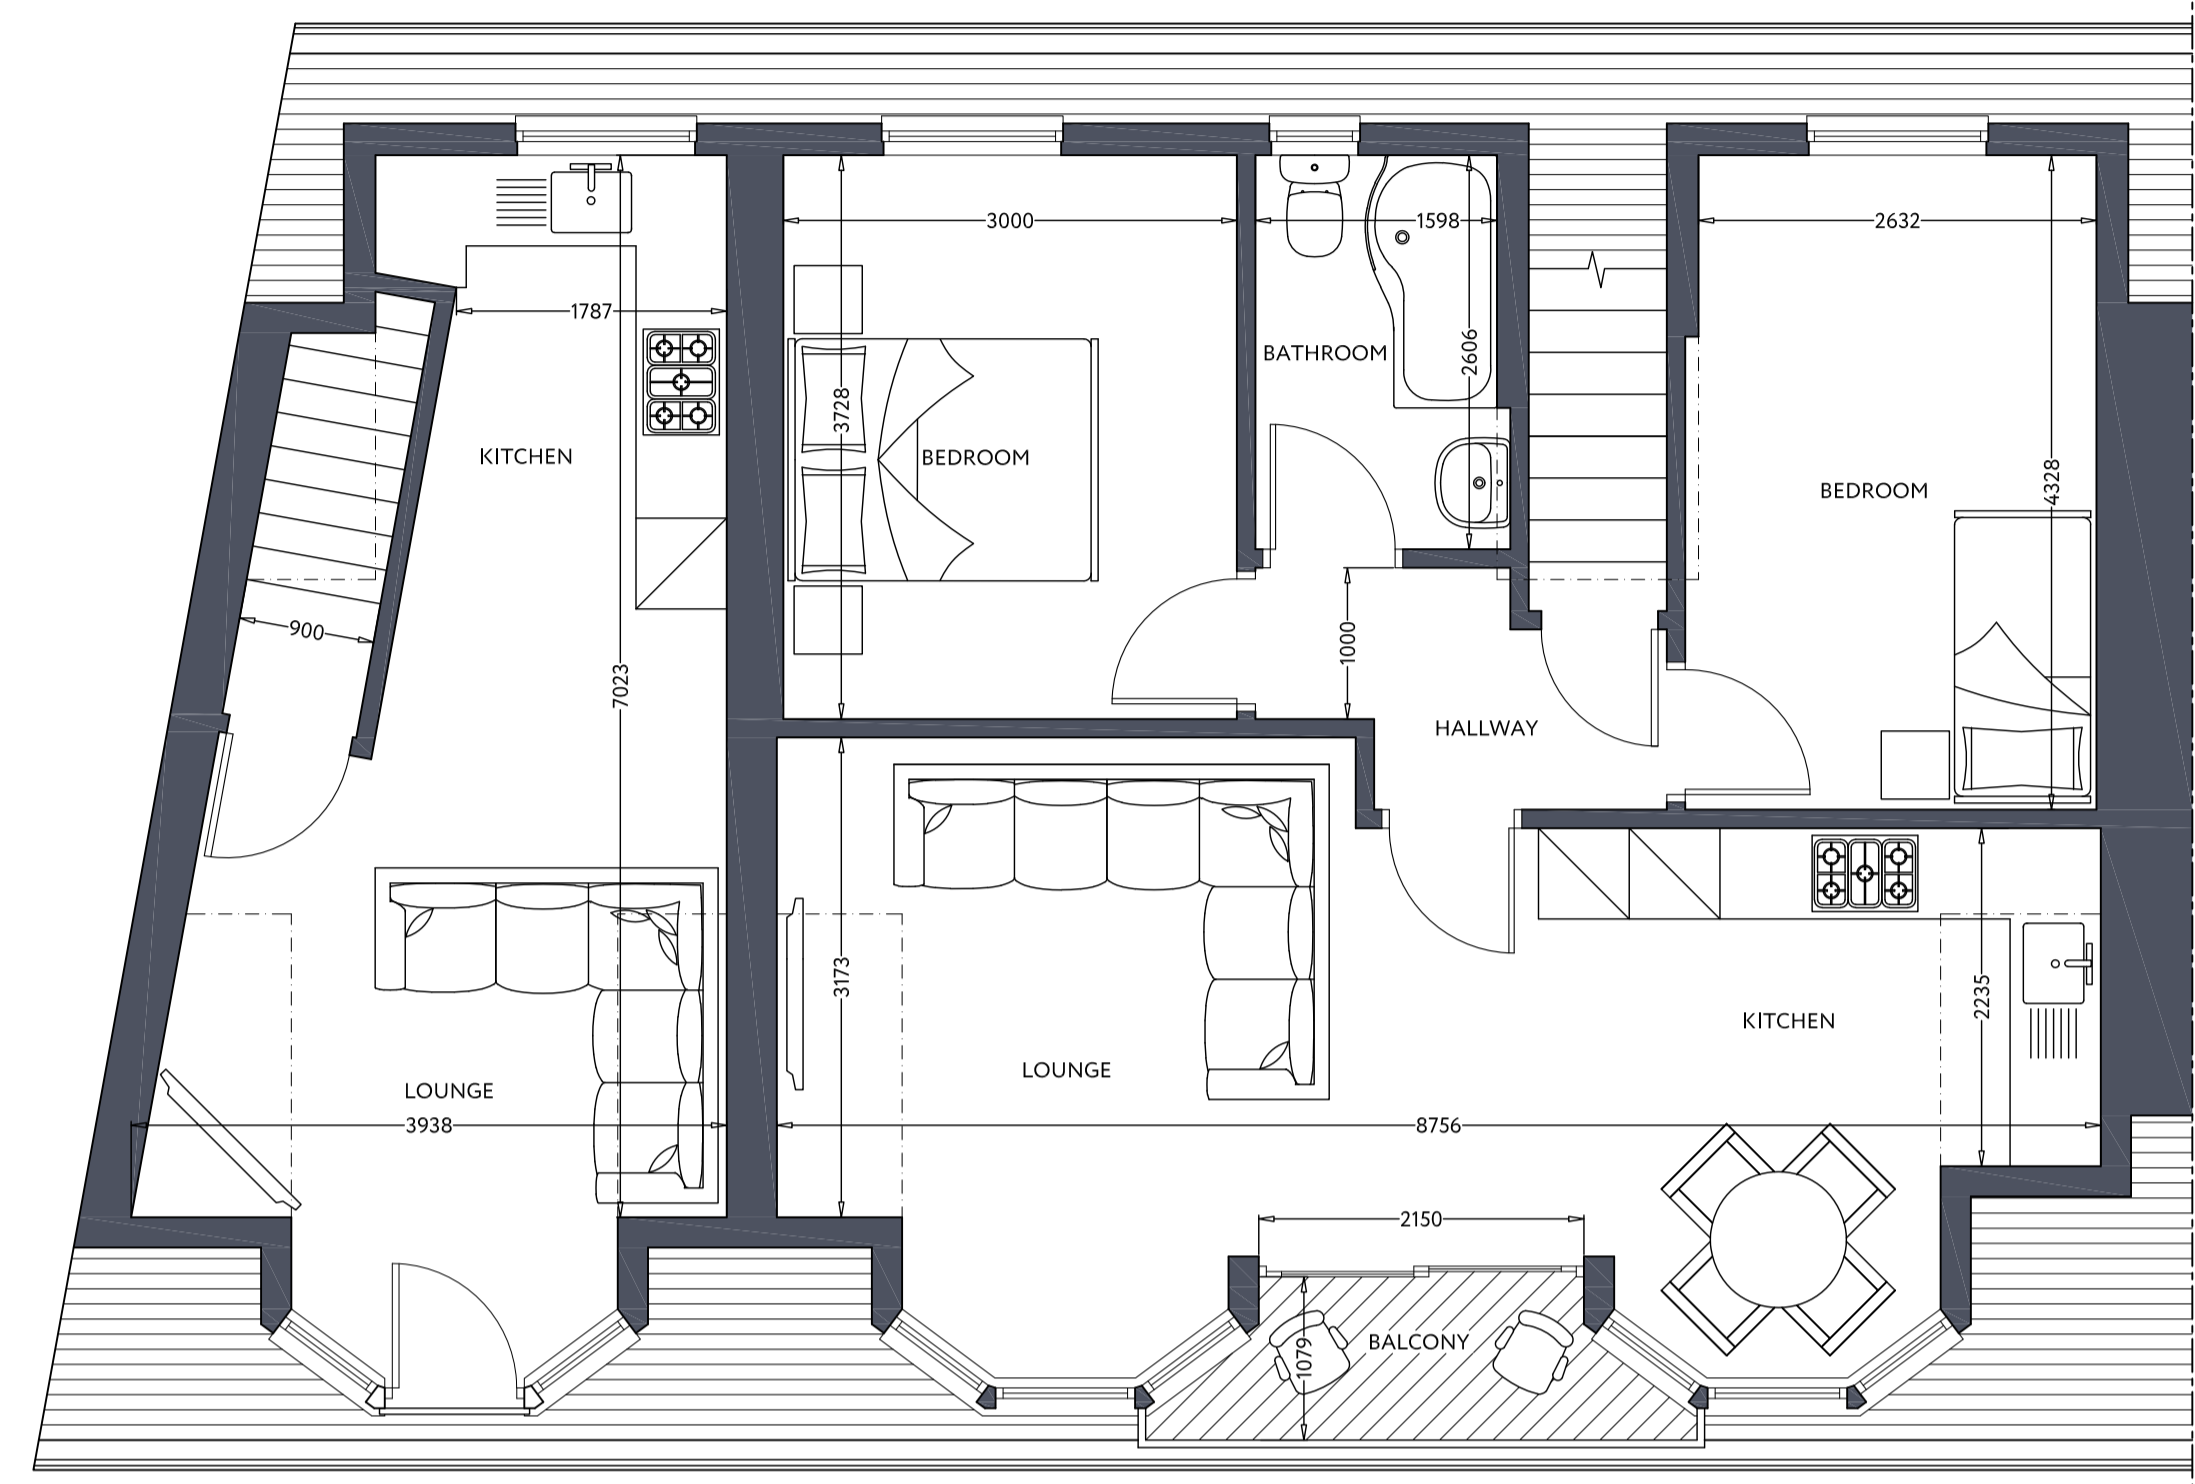 3000
1598
2632
1787
BATHROOM
2606
3728
KITCHEN
BEDROOM
4328
BEDROOM
900
1000
7023
HALLWAY
3173
2235
KITCHEN
LOUNGE
LOUNGE
3938
8756
2150
BALCONY
1079